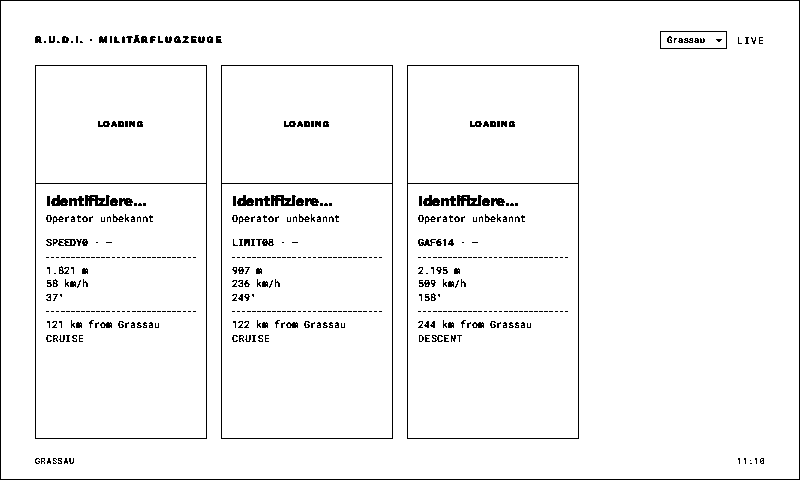 R.U.D.I. · MILITÄRFLUGZEUGE
Grassau
LIVE
LOADING
Identifiziere…
Operator unbekannt
SPEEDY0 · —
1.821 m
58 km/h
37°
121 km from Grassau
CRUISE
LOADING
Identifiziere…
Operator unbekannt
LIMIT08 · —
907 m
236 km/h
249°
122 km from Grassau
CRUISE
LOADING
Identifiziere…
Operator unbekannt
GAF614 · —
2.195 m
509 km/h
158°
244 km from Grassau
DESCENT
GRASSAU
11:10